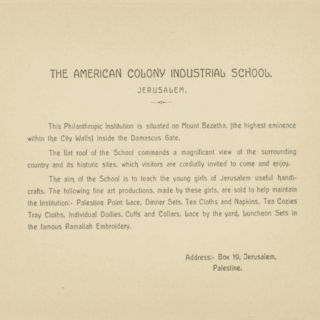 THE AMERICAN COLONY INDUSTRIAL SCHOOL.
JERUSALEM.
This Philanthropic Institution is situated on Mount Bezetha, (the highest eminence
within the City Walls) inside the Damascus Gate.
The flat roof of the School commands a magnificent view of the surrounding
country and its historic sites, which visitors are cordially invited to come and enjoy.
The aim of the School is to teach the young girls of Jerusalem useful handi-
crafts. The following fine art productions, made by these girls, are sold to help maintain
the Institution:- Palestine Point Lace, Dinner Sets, Tea Cloths and Napkins, Tea Cozies
Tray Cloths, Individual Doilies, Cuffs and Collars, Lace by the yard, Luncheon Sets in
the famous Ramallah Embroidery.
Address:- Box 19, Jerusalem,
Palestine.